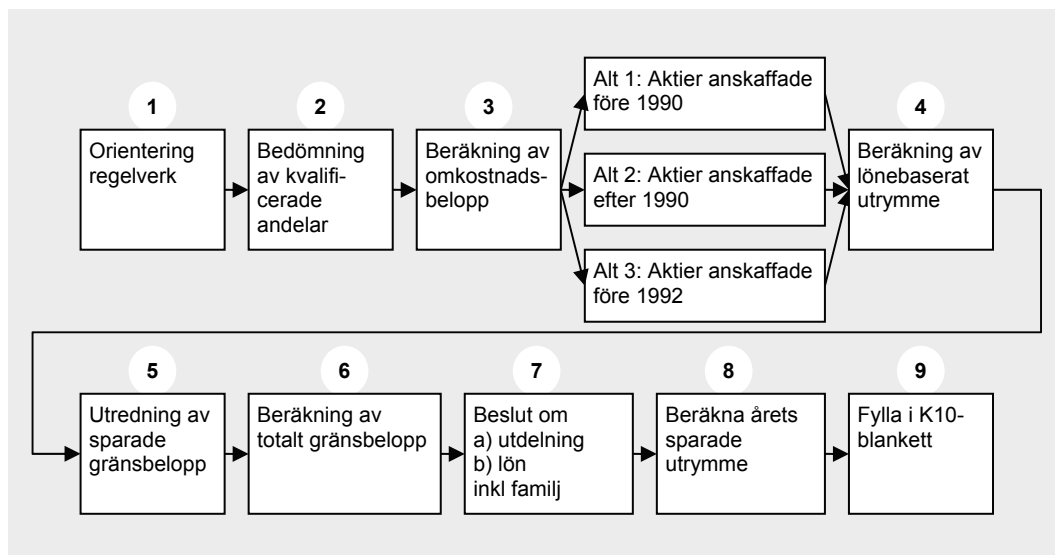 1
Orientering
regelverk
2
Bedömning
av kvalifi-
cerade
andelar
3
Beräkning av
omkostnads-
belopp
Alt 1: Aktier anskaffade
före 1990
Alt 2: Aktier anskaffade
efter 1990
Alt 3: Aktier anskaffade
före 1992
4
Beräkning av
lönebaserat
utrymme
5
Utredning av
sparade
gränsbelopp
6
Beräkning av
totalt gränsbelopp
7
Beslut om
a) utdelning
b) lön
inkl familj
8
Beräkna årets
sparade
utrymme
9
Fylla i K10-
blankett